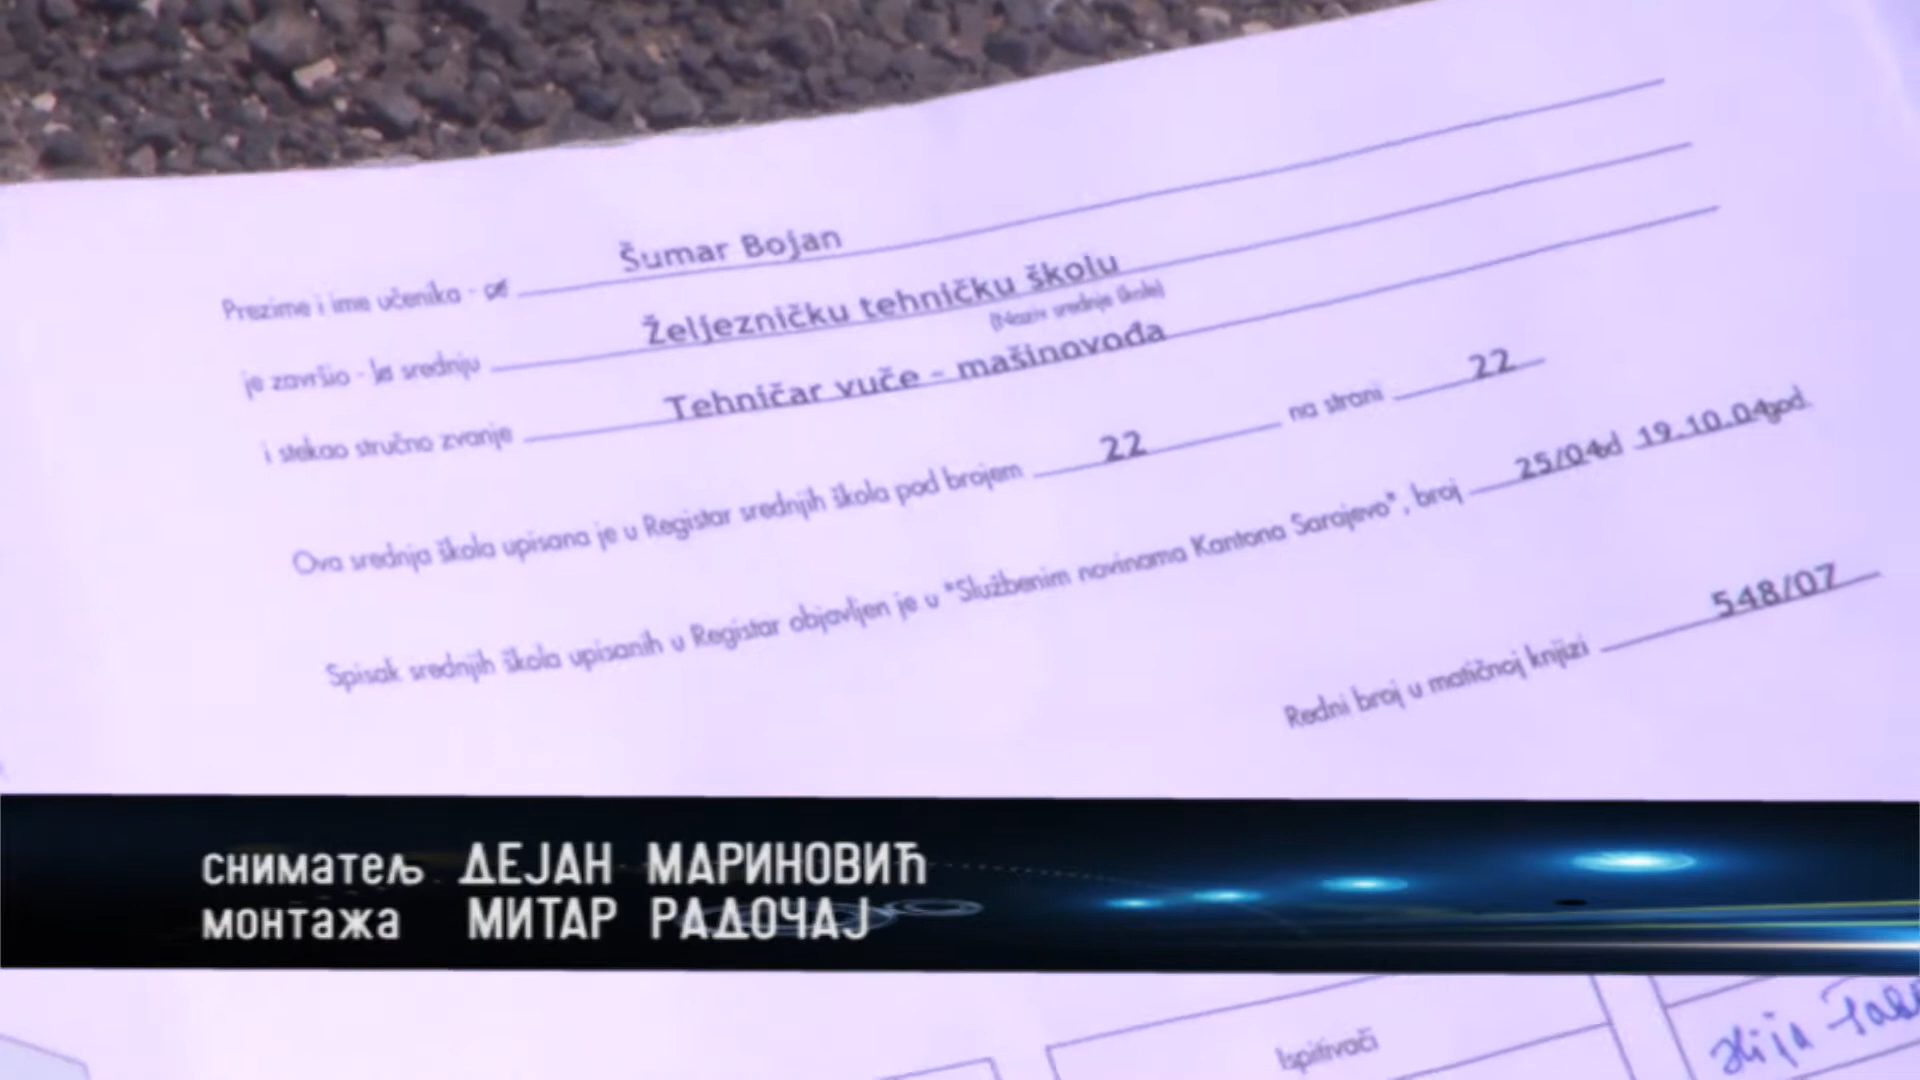 Prezime i ime učenika - ce Šumar Bojan
je završio - la srednju Željezničku tehničku školu
(Naziv srednje škole)
i stekao stručno zvanje Tehničar vuče - mašinovođa
Ova srednja škola upisana je u Registar srednjih škola pod brojem 22 na strani 22
Spisak srednjih škola upisanih u Registar objavljen je u "Službenim novinama Kantona Sarajevo", broj 25/04 od 19.10.04 god.
Redni broj u matičnoj knjizi 548/07
сниматељ ДЕЈАН МАРИНОВИЋ
монтажа МИТАР РАДОЧАЈ
Ispitivači